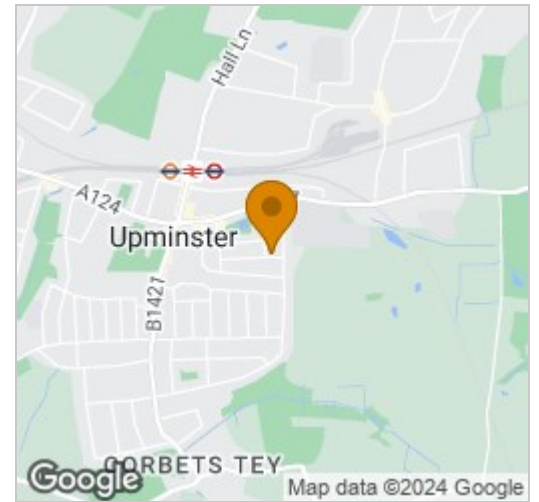 Hall Ln
A124
Upminster
B1421
CORBETS TEY
Google
Map data ©2024 Google